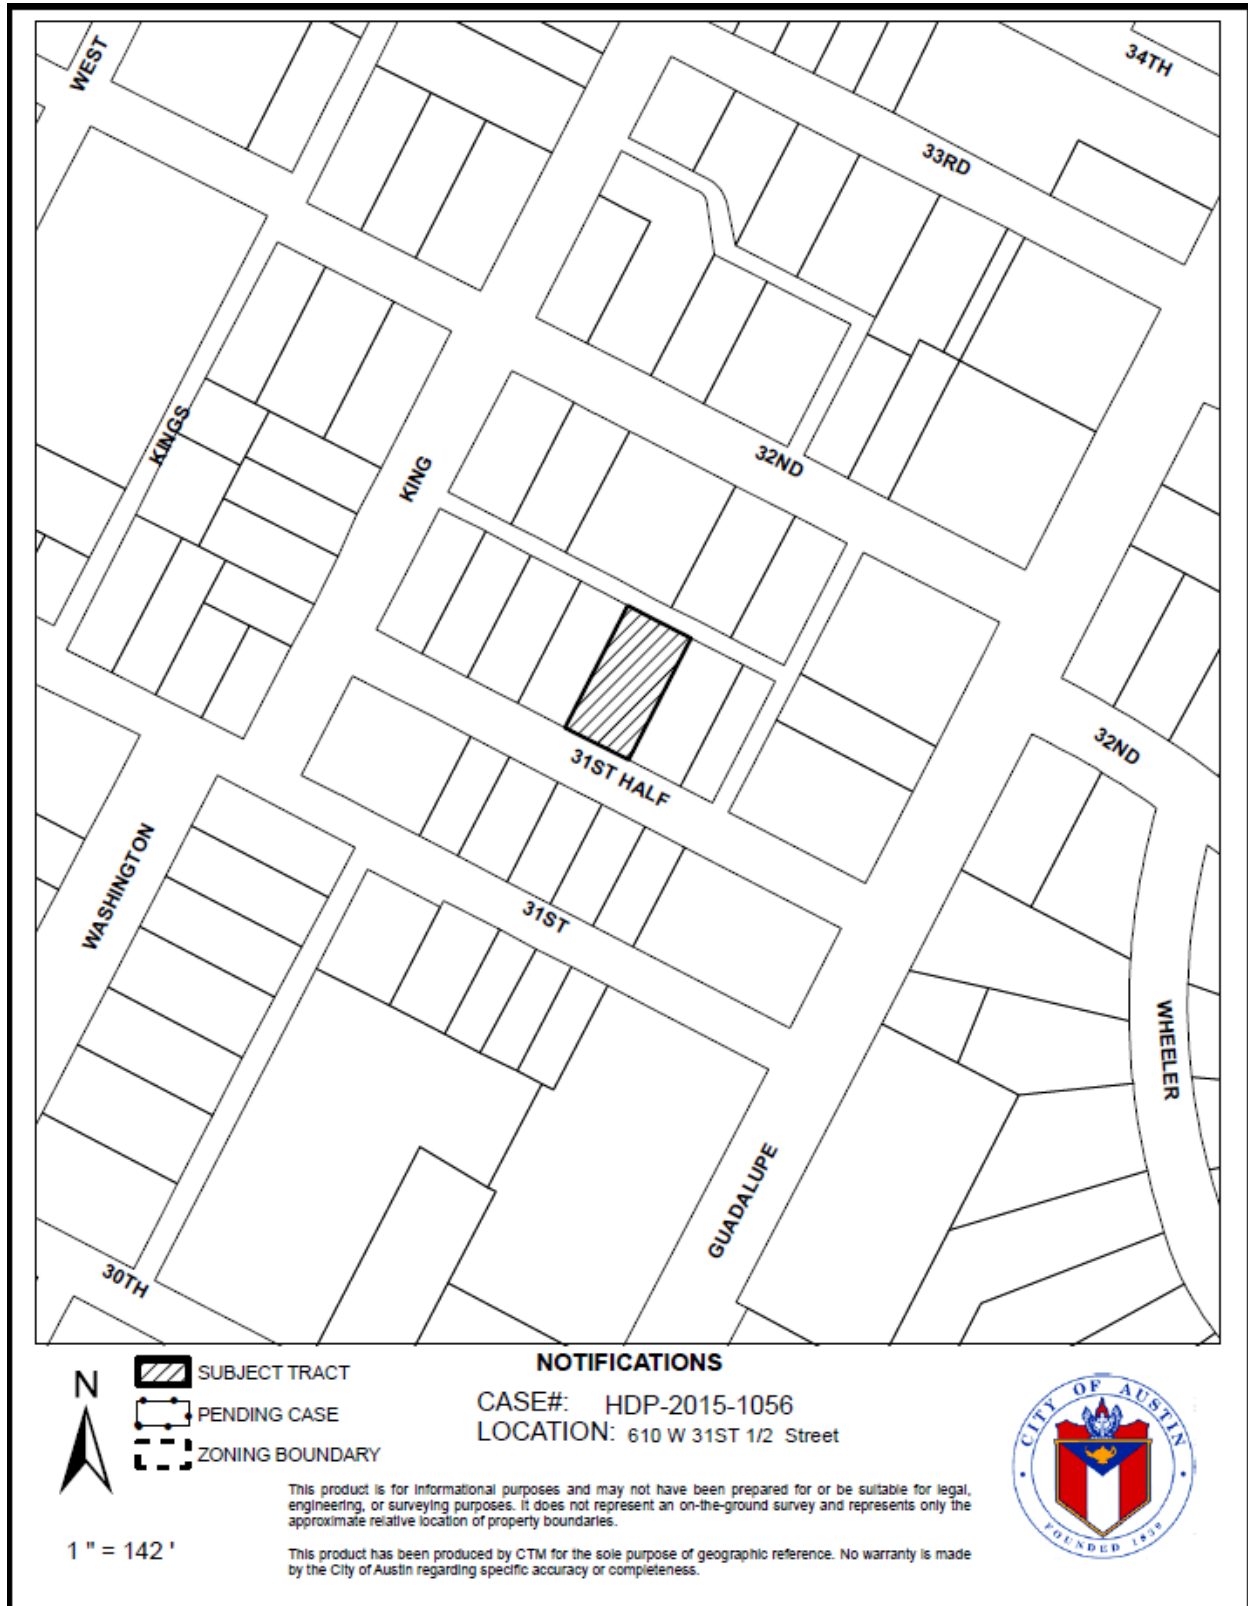 WEST
34TH
33RD
KINGS
KING
32ND
32ND
31ST HALF
WASHINGTON
31ST
WHEELER
GUADALUPE
30TH
NOTIFICATIONS
N
SUBJECT TRACT
PENDING CASE
ZONING BOUNDARY
CASE#: HDP-2015-1056
LOCATION: 610 W 31ST 1/2 Street
CITY OF AUSTIN
FOUNDED 1839
This product is for informational purposes and may not have been prepared for or be suitable for legal,
engineering, or surveying purposes. It does not represent an on-the-ground survey and represents only the
approximate relative location of property boundaries.
1 " = 142 '
This product has been produced by CTM for the sole purpose of geographic reference. No warranty is made
by the City of Austin regarding specific accuracy or completeness.